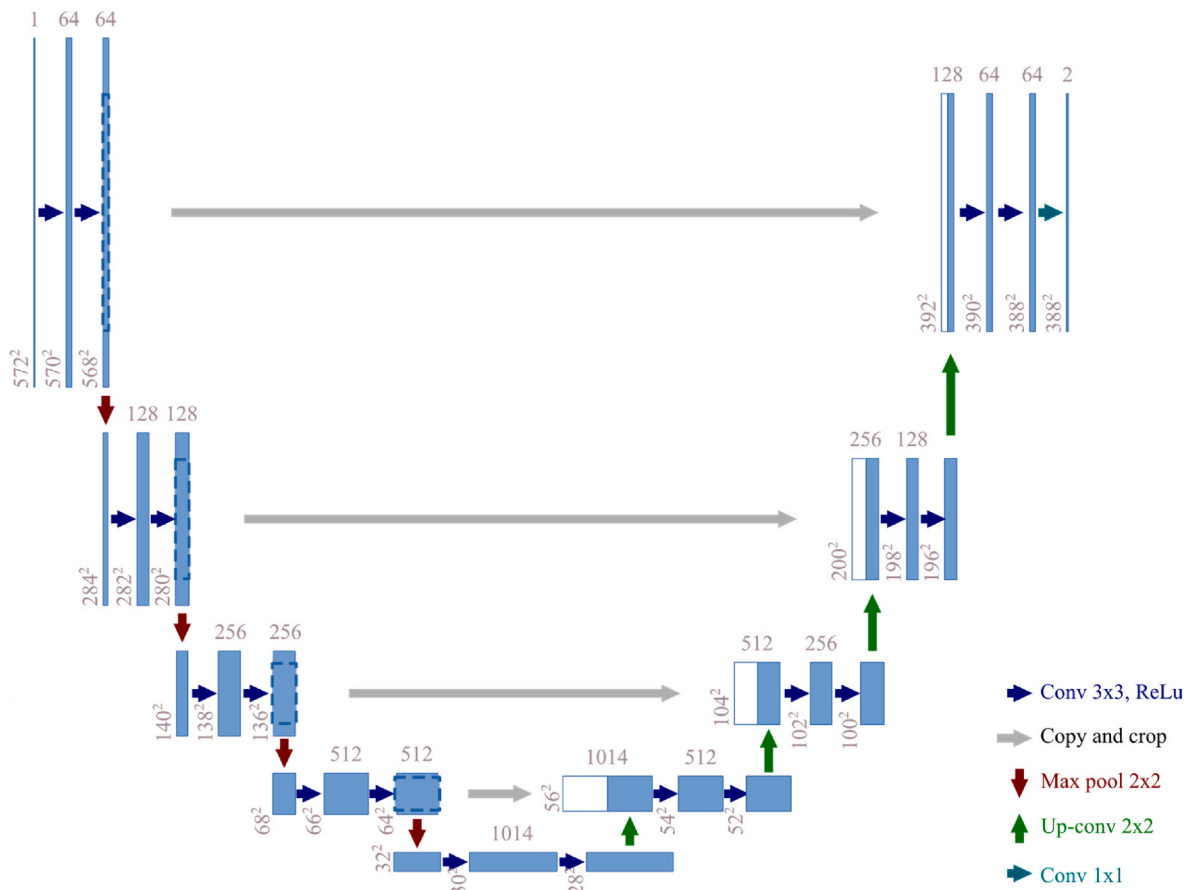 1 64 64
572² 570² 568²
128 64 64 2
392² 390² 388² 388²
128 128
284² 282² 280²
256 128
200² 198² 196²
256 256
140² 138² 136²
512 256
104² 102² 100²
512 512
68² 66² 64²
1014 512
56² 54² 52²
1014
32² 30² 28²
Conv 3x3, ReLu
Copy and crop
Max pool 2x2
Up-conv 2x2
Conv 1x1